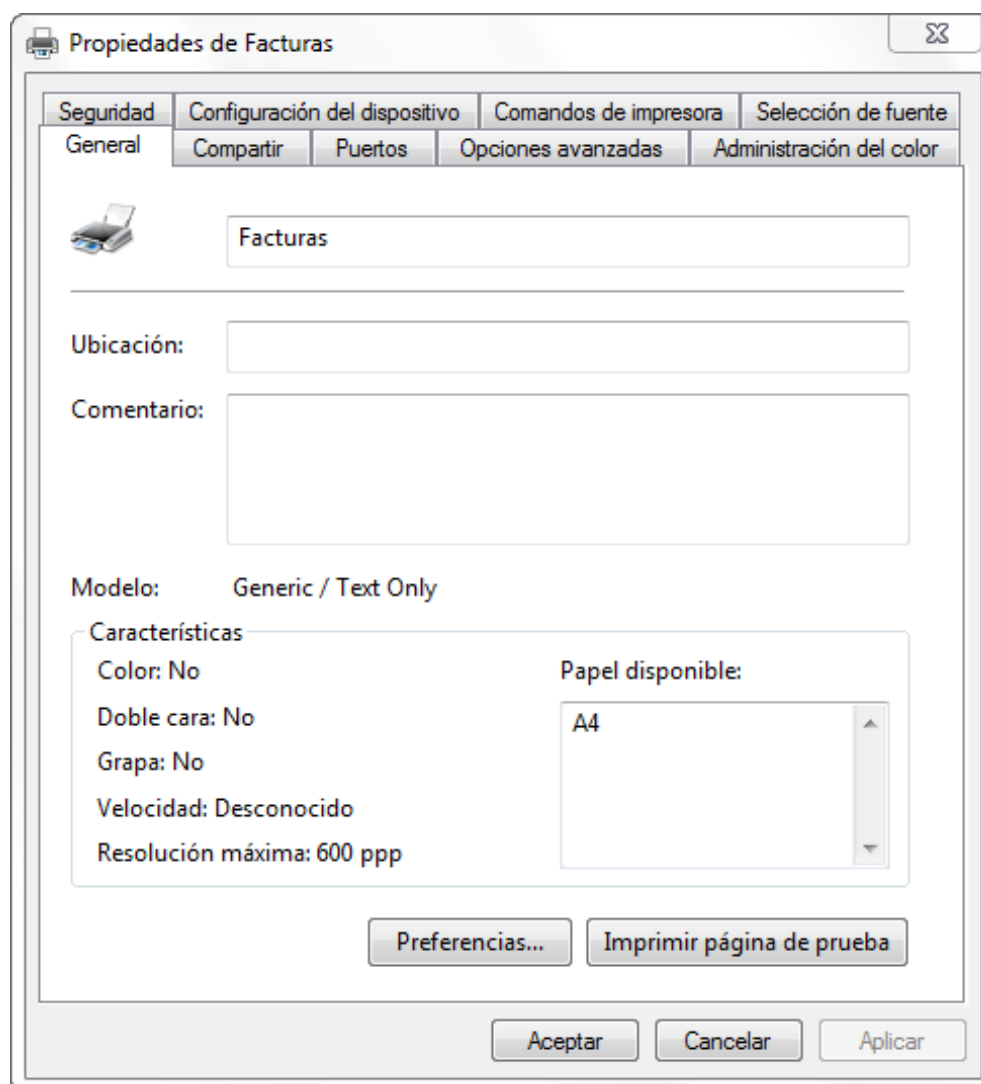 Propiedades de Facturas
Seguridad Configuración del dispositivo Comandos de impresora Selección de fuente
General Compartir Puertos Opciones avanzadas Administración del color
Facturas
Ubicación:
Comentario:
Modelo: Generic / Text Only
Características
Color: No Papel disponible:
Doble cara: No A4
Grapa: No
Velocidad: Desconocido
Resolución máxima: 600 ppp
Preferencias... Imprimir página de prueba
Aceptar Cancelar Aplicar